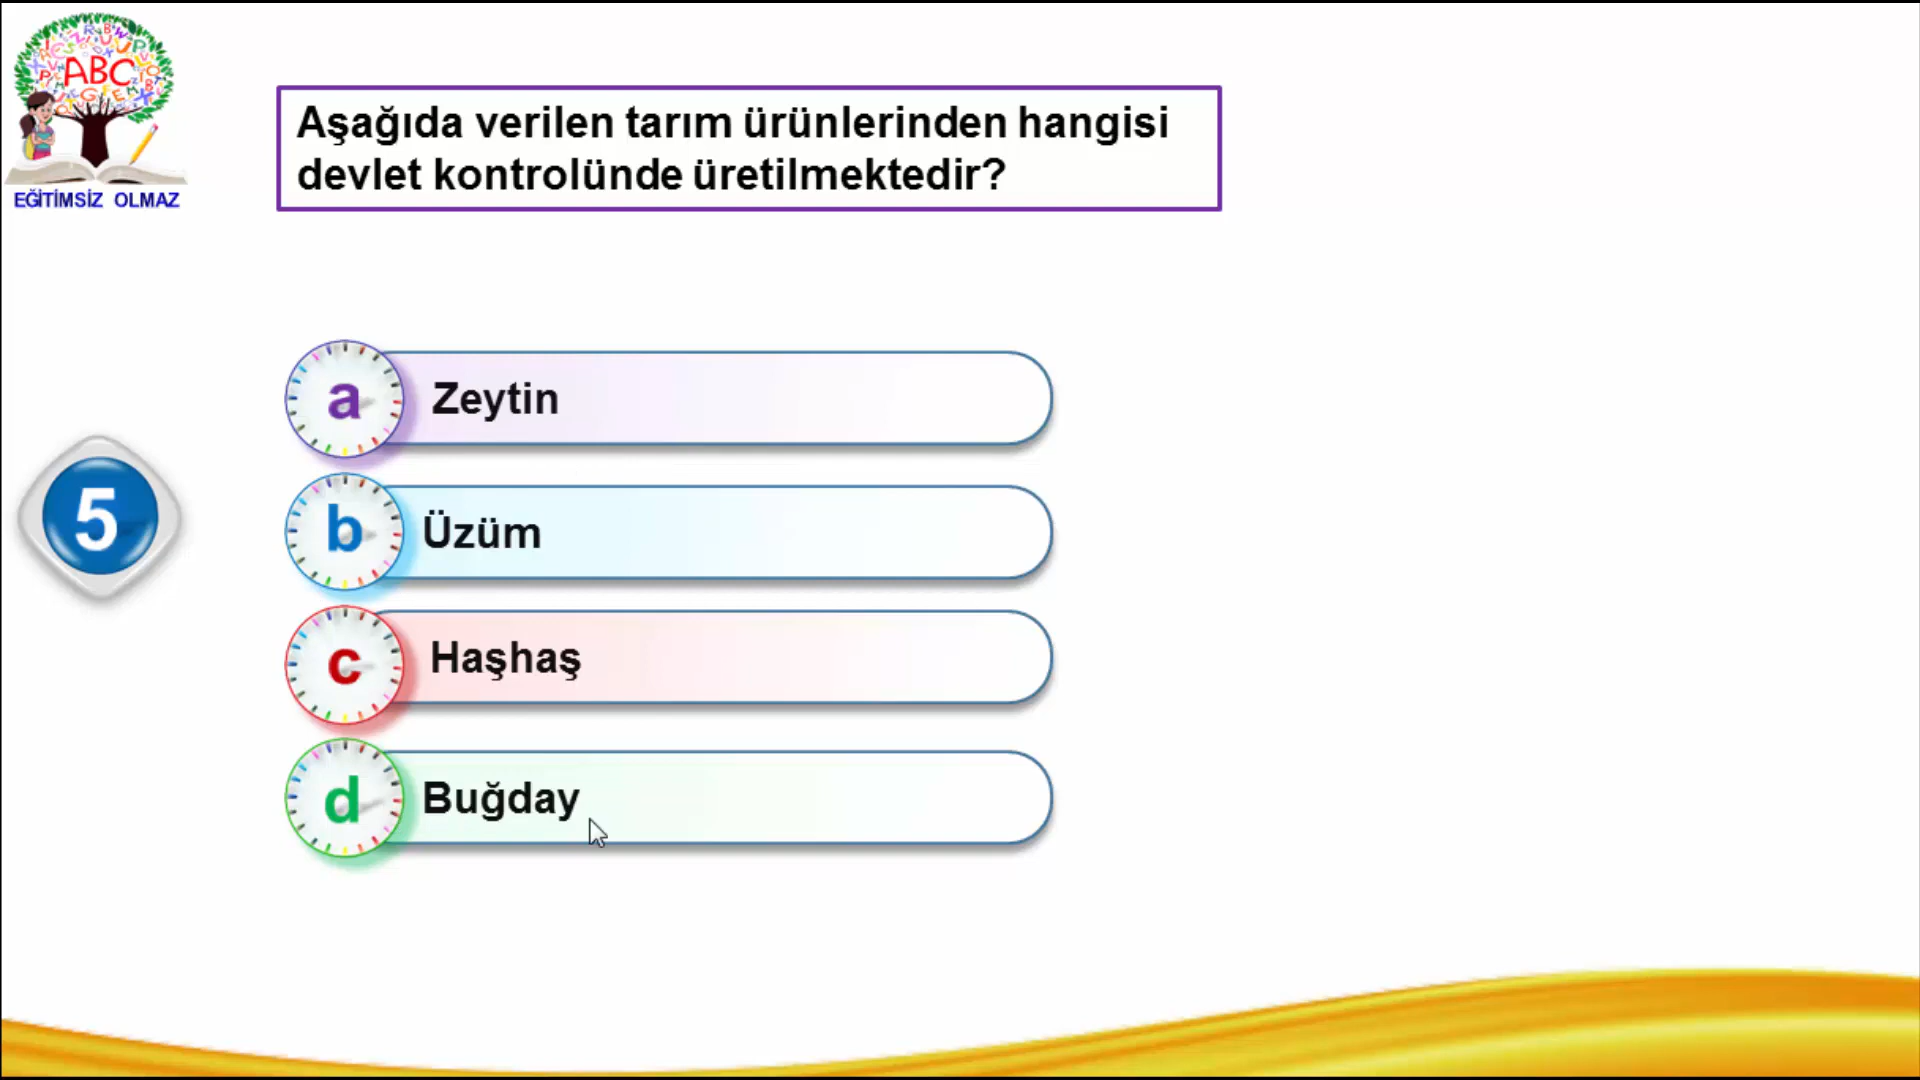 ABC
EĞİTİMSİZ OLMAZ
Aşağıda verilen tarım ürünlerinden hangisi
devlet kontrolünde üretilmektedir?
5
a Zeytin
b Üzüm
c Haşhaş
d Buğday